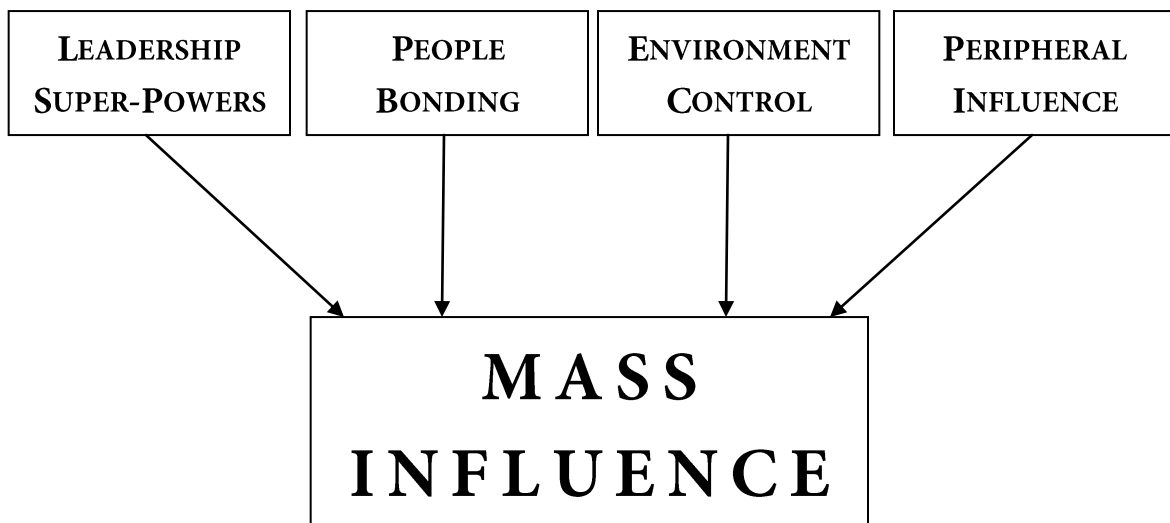 LEADERSHIP
SUPER-POWERS
PEOPLE
BONDING
ENVIRONMENT
CONTROL
PERIPHERAL
INFLUENCE
MASS
INFLUENCE